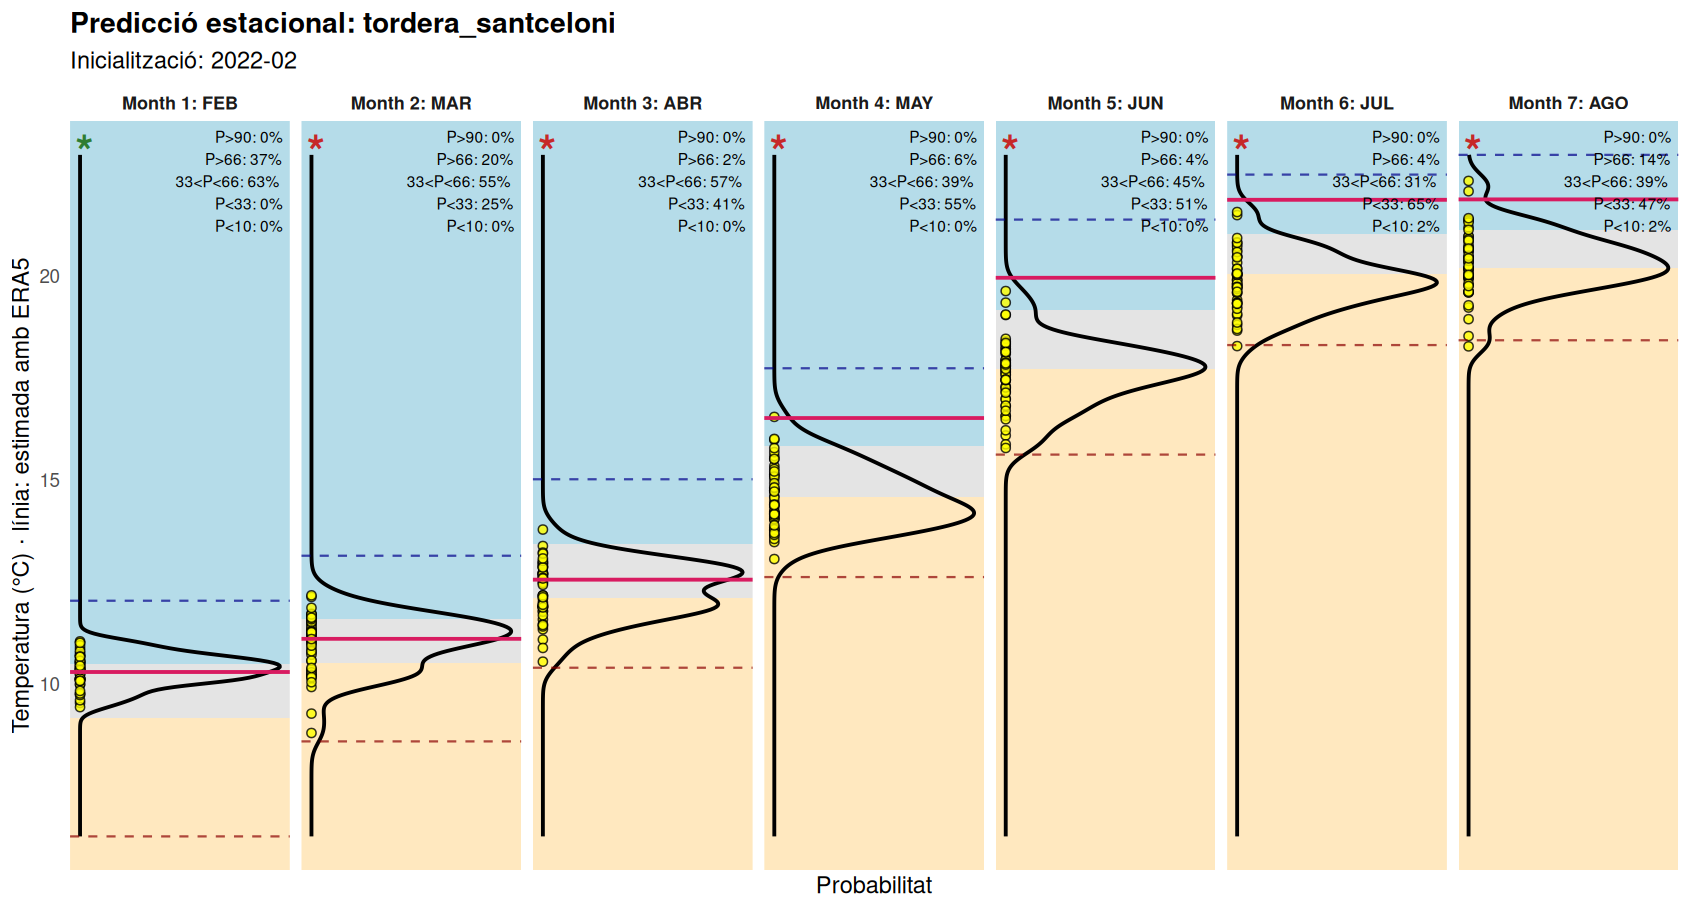 Predicció estacional: tordera_santceloni
Inicialització: 2022-02
Month 1: FEB
Month 2: MAR
Month 3: ABR
Month 4: MAY
Month 5: JUN
Month 6: JUL
Month 7: AGO
*
P>90: 0%
P>66: 37%
33<P<66: 63%
P<33: 0%
P<10: 0%
*
P>90: 0%
P>66: 20%
33<P<66: 55%
P<33: 25%
P<10: 0%
*
P>90: 0%
P>66: 2%
33<P<66: 57%
P<33: 41%
P<10: 0%
*
P>90: 0%
P>66: 6%
33<P<66: 39%
P<33: 55%
P<10: 0%
*
P>90: 0%
P>66: 4%
33<P<66: 45%
P<33: 51%
P<10: 0%
*
P>90: 0%
P>66: 4%
33<P<66: 31%
P<33: 65%
P<10: 2%
*
P>90: 0%
P>66: 14%
33<P<66: 39%
P<33: 47%
P<10: 2%
20
15
10
Temperatura (°C) · línia: estimada amb ERA5
Probabilitat